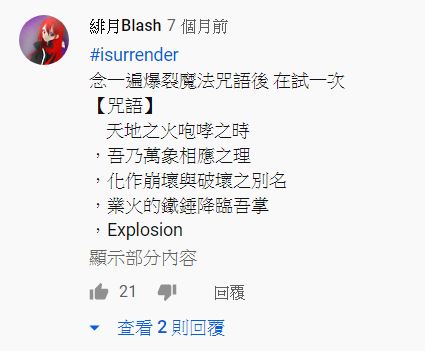 緋月Blash 7 個月前
#isurrender
念一遍爆裂魔法咒語後 在試一次
【咒語】
天地之火咆哮之時
，吾乃萬象相應之理
，化作崩壞與破壞之別名
，業火的鐵錘降臨吾掌
，Explosion
顯示部分內容
21 回覆
查看 2 則回覆